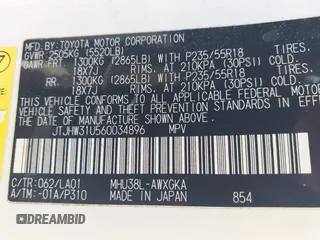 MFD. BY: TOYOTA MOTOR CORPORATION
GVWR 2505KG (5520LB)
GAWR FRT 1300KG (2865LB) WITH P235/55R18 TIRES,
18X7J RIMS, AT 210KPA (30PSI) COLD
RR 1300KG (2865LB) WITH P235/55R18 TIRES,
18X7J RIMS, AT 210KPA (30PSI) COLD
THIS VEHICLE CONFORMS TO ALL APPLICABLE FEDERAL MOTOR
VEHICLE SAFETY STANDARDS IN EFFECT ON THE DATE OF
MANUFACTURE SHOWN ABOVE.
JTJHW31U560034896 MPV
C/TR:062/LA01 MHU38L-AWXGKA
A/TM:-01A/P310 MADE IN JAPAN 854
© DREAMBID